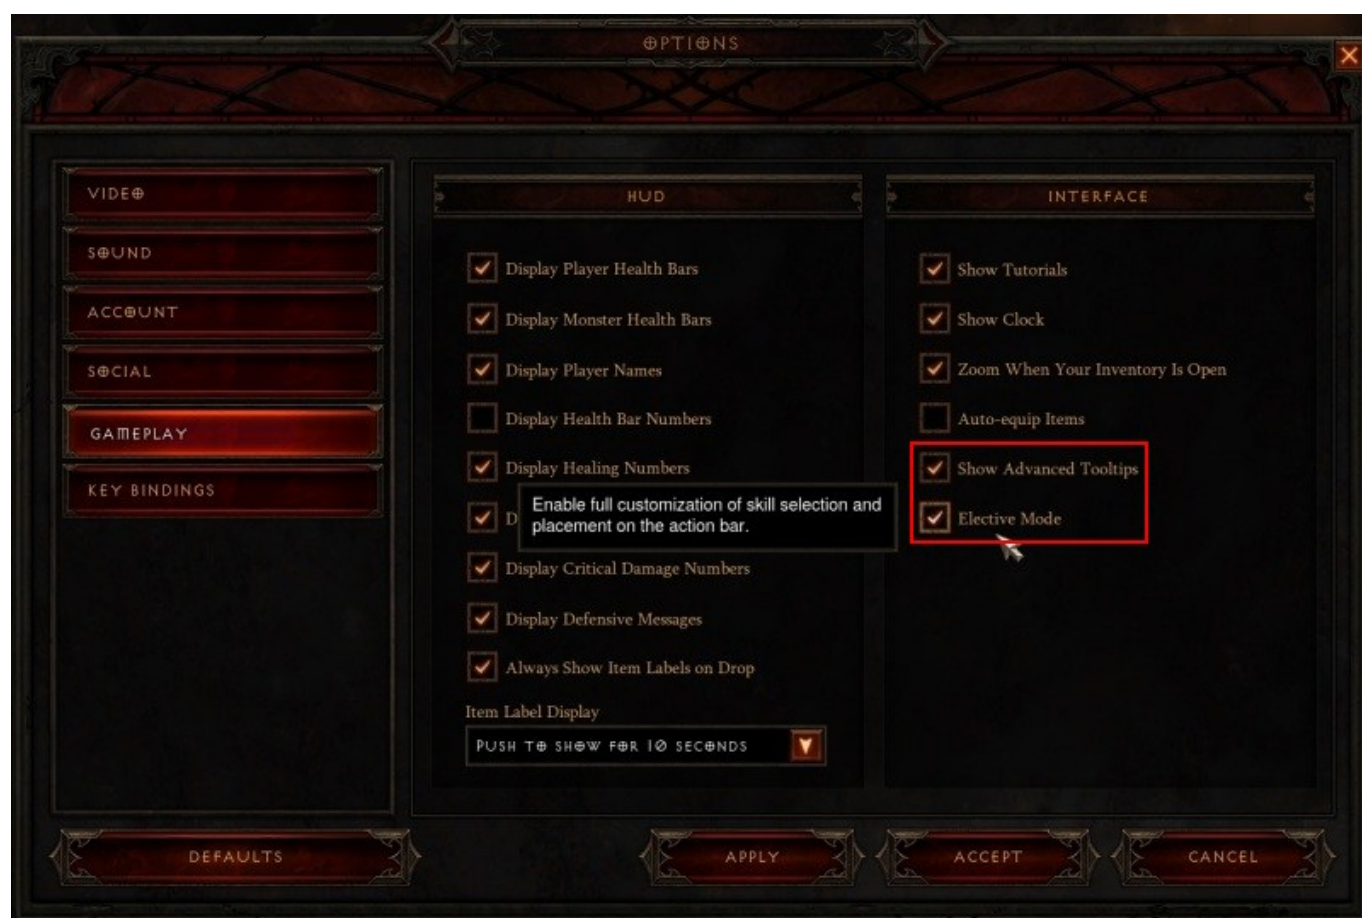 OPTIONS
VIDEO
SOUND
ACCOUNT
SOCIAL
GAMEPLAY
KEY BINDINGS
HUD
Display Player Health Bars
Display Monster Health Bars
Display Player Names
Display Health Bar Numbers
Display Healing Numbers
D
Enable full customization of skill selection and
placement on the action bar.
Display Critical Damage Numbers
Display Defensive Messages
Always Show Item Labels on Drop
Item Label Display
PUSH TO SHOW FOR 10 SECONDS
INTERFACE
Show Tutorials
Show Clock
Zoom When Your Inventory Is Open
Auto-equip Items
Show Advanced Tooltips
Elective Mode
DEFAULTS
APPLY
ACCEPT
CANCEL